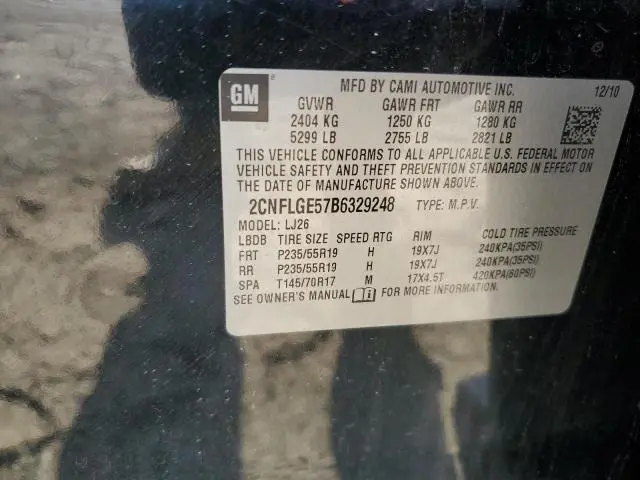 GM
MFD BY CAMI AUTOMOTIVE INC. 12/10
GVWR GAWR FRT GAWR RR
2404 KG 1250 KG 1280 KG
5299 LB 2755 LB 2821 LB
THIS VEHICLE CONFORMS TO ALL APPLICABLE U.S. FEDERAL MOTOR
VEHICLE SAFETY AND THEFT PREVENTION STANDARDS IN EFFECT ON THE
DATE OF MANUFACTURE SHOWN ABOVE.
2CNFLGE57B6329248 TYPE: M.P.V.
MODEL: LJ26
LBDB TIRE SIZE SPEED RTG RIM COLD TIRE PRESSURE
FRT P235/55R19 H 19X7J 240KPA(35PSI)
RR P235/55R19 H 19X7J 240KPA(35PSI)
SPA T145/70R17 M 17X4.5T 420KPA(60PSI)
SEE OWNER'S MANUAL FOR MORE INFORMATION.